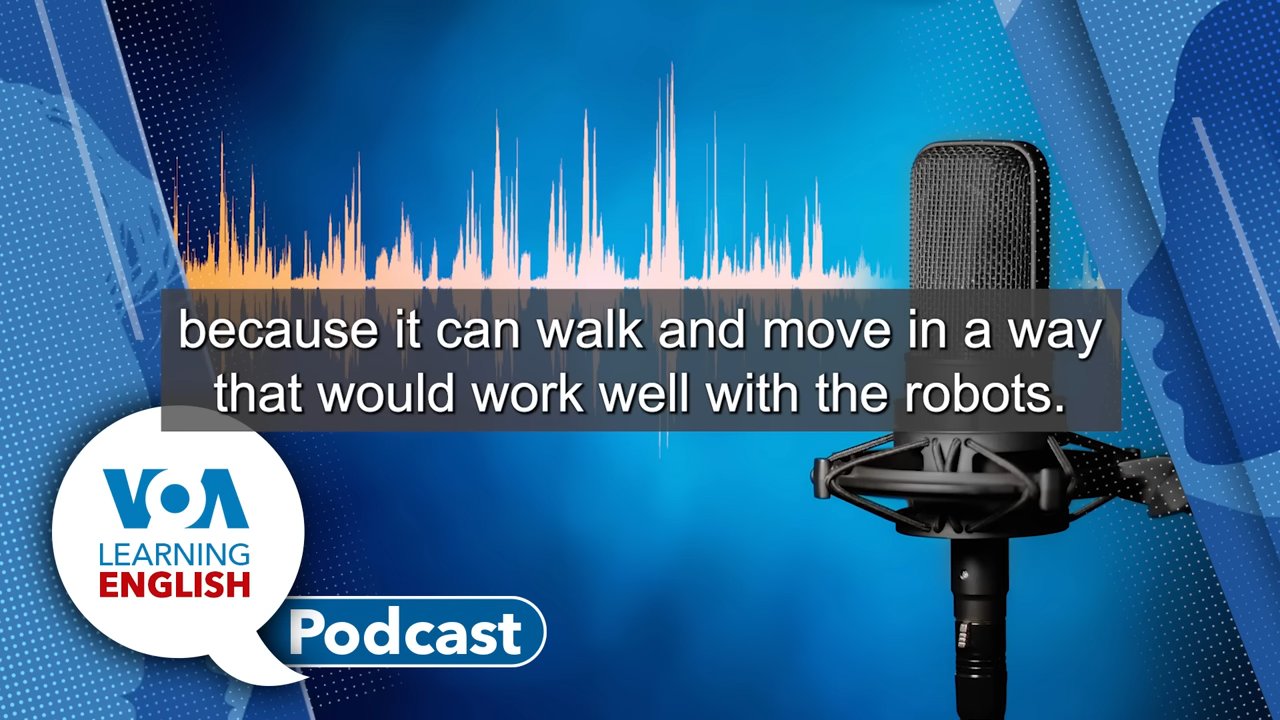 because it can walk and move in a way
that would work well with the robots.
VOA
LEARNING
ENGLISH
Podcast